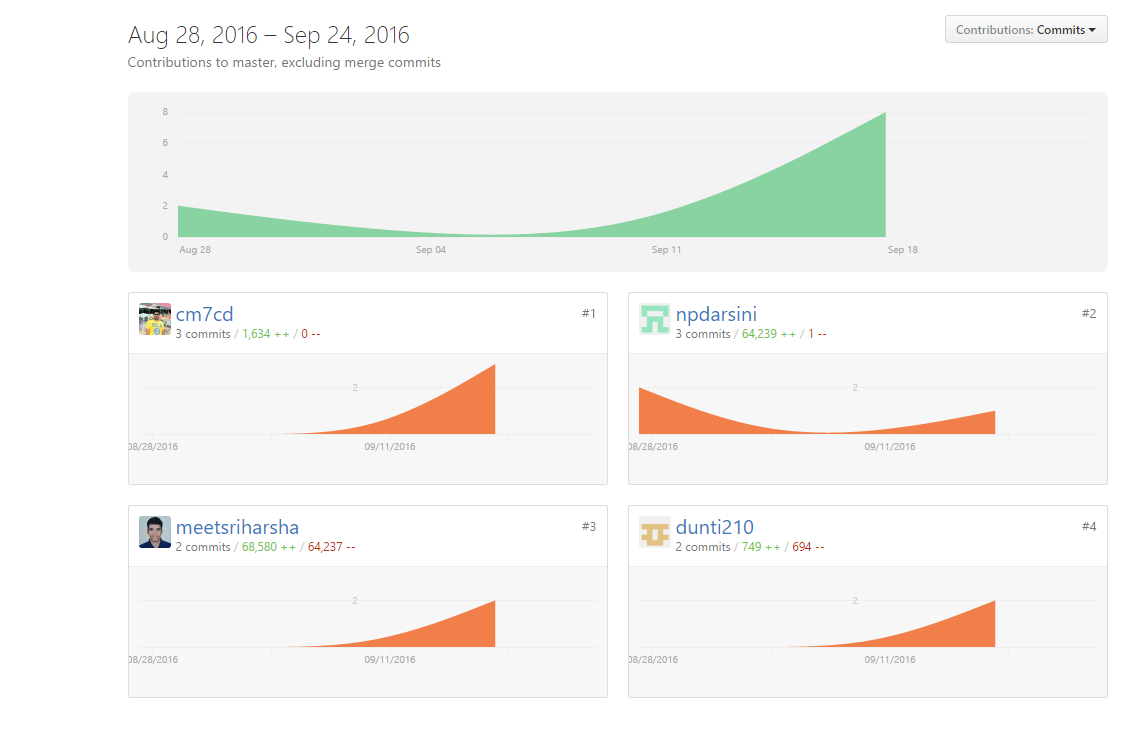 Aug 28, 2016 – Sep 24, 2016
Contributions: Commits
Contributions to master, excluding merge commits
8
6
4
2
0
Aug 28
Sep 04
Sep 11
Sep 18
cm7cd
#1
3 commits / 1,634 ++ / 0 --
2
08/28/2016
09/11/2016
npdarsini
#2
3 commits / 64,239 ++ / 1 --
2
08/28/2016
09/11/2016
meetsriharsha
#3
2 commits / 68,580 ++ / 64,237 --
2
08/28/2016
09/11/2016
dunti210
#4
2 commits / 749 ++ / 694 --
2
08/28/2016
09/11/2016